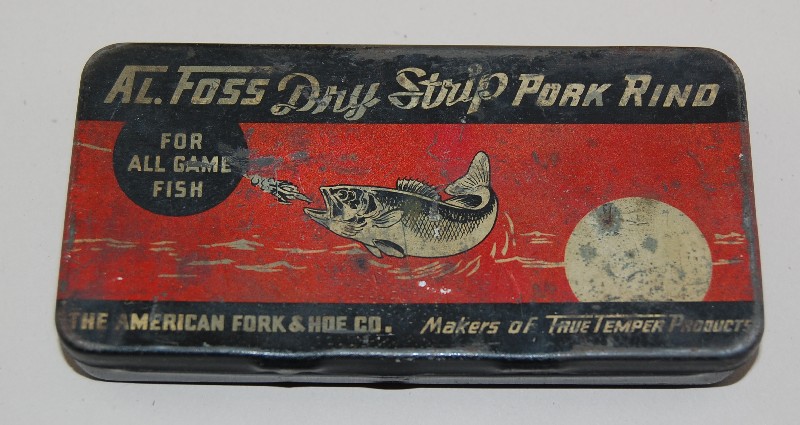 AL. FOSS Dry Strip PORK RIND
FOR
ALL GAME
FISH
THE AMERICAN FORK & HOE CO. Makers of TRUE TEMPER PRODUCTS